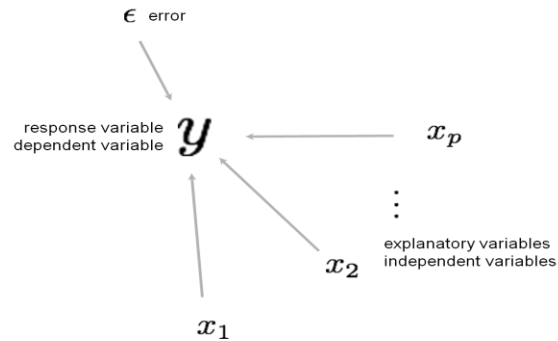 ϵ error
response variable
dependent variable
y
x_p
⋮
explanatory variables
independent variables
x_2
x_1